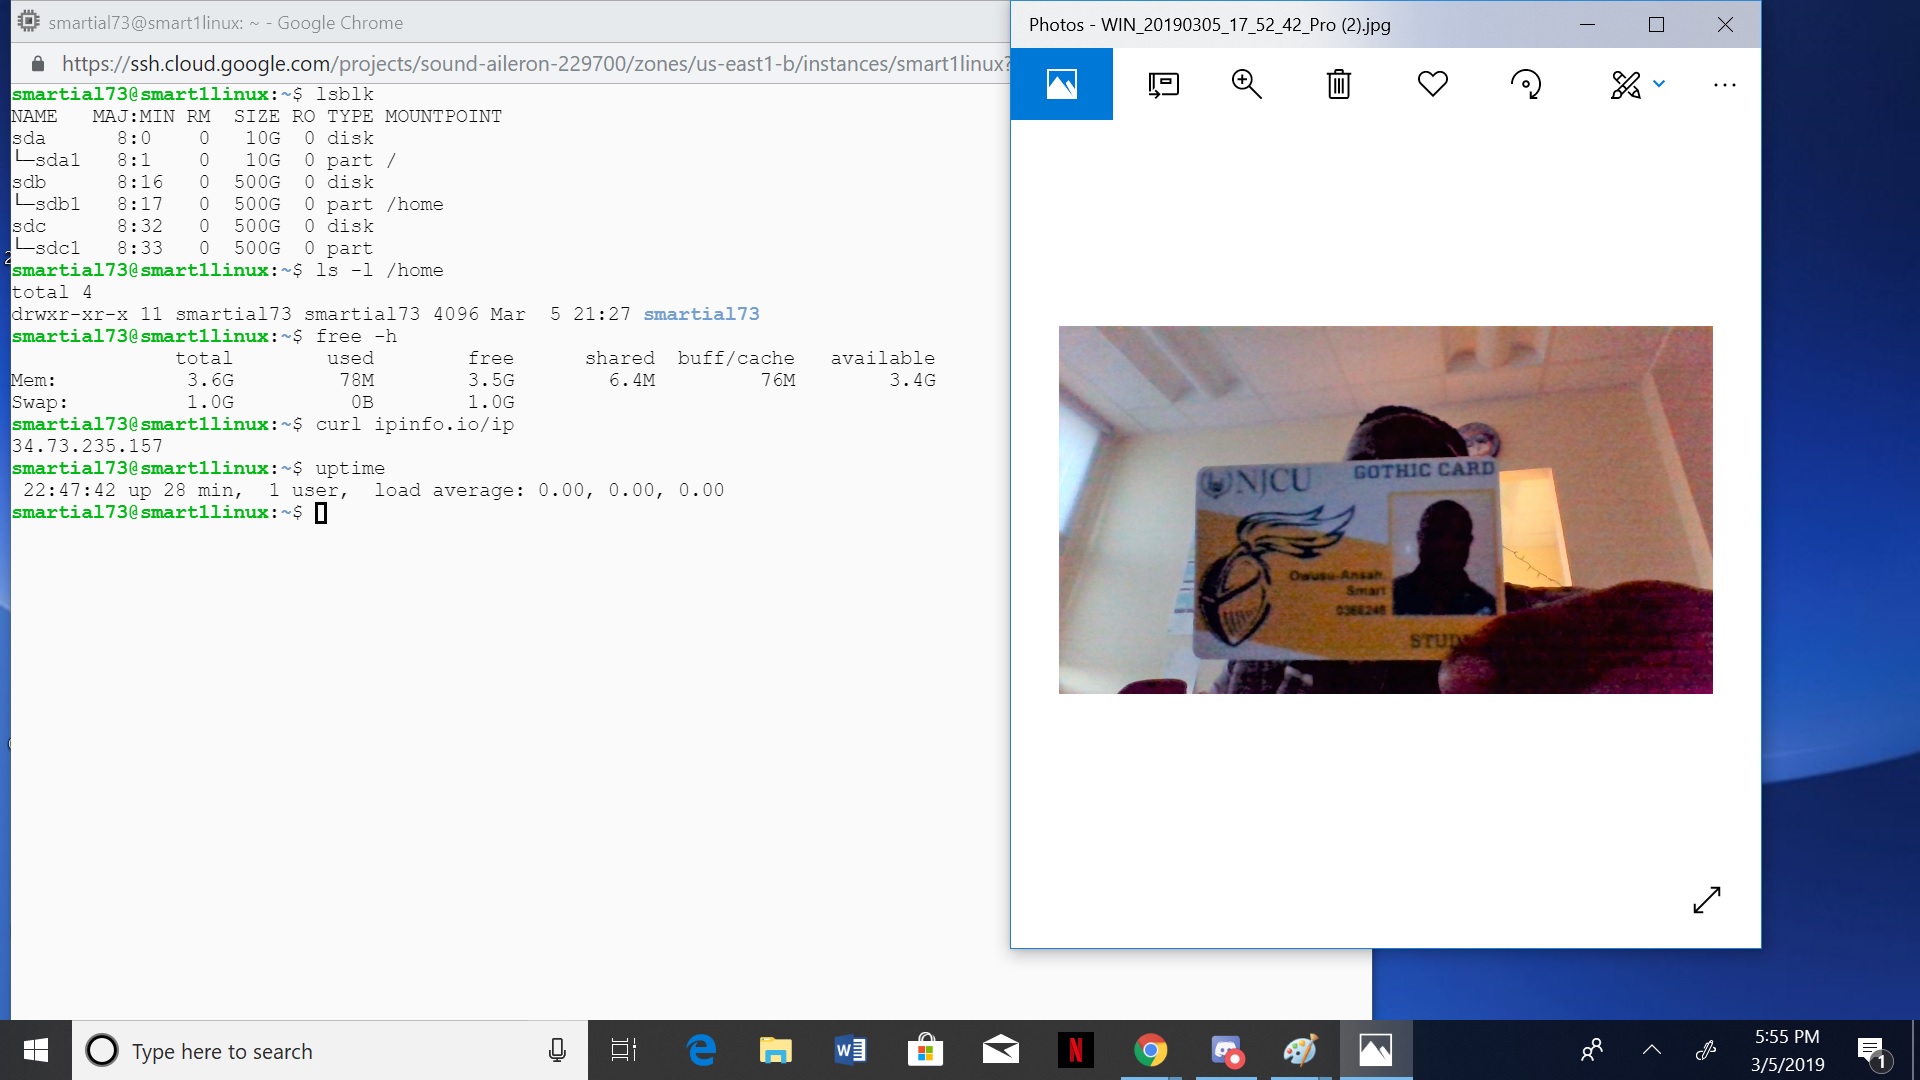 smartial73@smart1linux: ~ - Google Chrome
https://ssh.cloud.google.com/projects/sound-aileron-229700/zones/us-east1-b/instances/smart1linux?
smartial73@smart1linux:~$ lsblk
NAME   MAJ:MIN RM  SIZE RO TYPE MOUNTPOINT
sda      8:0    0   10G  0 disk
└─sda1   8:1    0   10G  0 part /
sdb      8:16   0  500G  0 disk
└─sdb1   8:17   0  500G  0 part /home
sdc      8:32   0  500G  0 disk
└─sdc1   8:33   0  500G  0 part
smartial73@smart1linux:~$ ls -l /home
total 4
drwxr-xr-x 11 smartial73 smartial73 4096 Mar  5 21:27 smartial73
smartial73@smart1linux:~$ free -h
              total        used        free      shared  buff/cache   available
Mem:           3.6G         78M        3.5G        6.4M         76M        3.4G
Swap:          1.0G          0B        1.0G
smartial73@smart1linux:~$ curl ipinfo.io/ip
34.73.235.157
smartial73@smart1linux:~$ uptime
 22:47:42 up 28 min,  1 user,  load average: 0.00, 0.00, 0.00
smartial73@smart1linux:~$
Photos - WIN_20190305_17_52_42_Pro (2).jpg
NJCU GOTHIC CARD
Owusu-Ansah
Smart
0366246
STUD
Type here to search
5:55 PM
3/5/2019
1